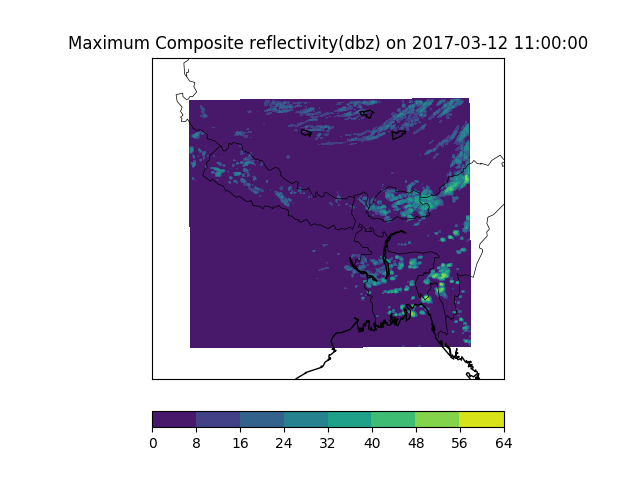 Maximum Composite reflectivity(dbz) on 2017-03-12 11:00:00
0 8 16 24 32 40 48 56 64